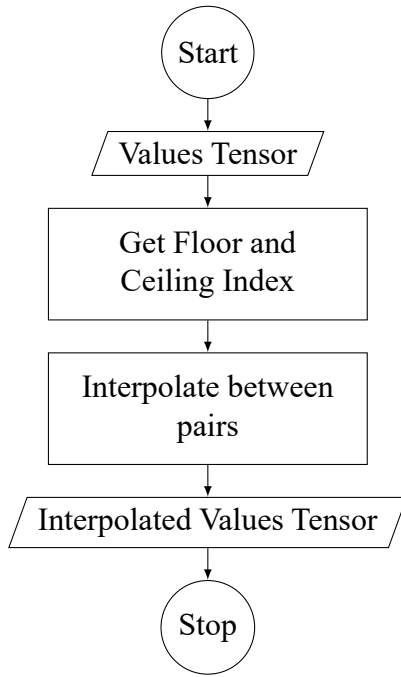 Start
Values Tensor
Get Floor and
Ceiling Index
Interpolate between
pairs
Interpolated Values Tensor
Stop